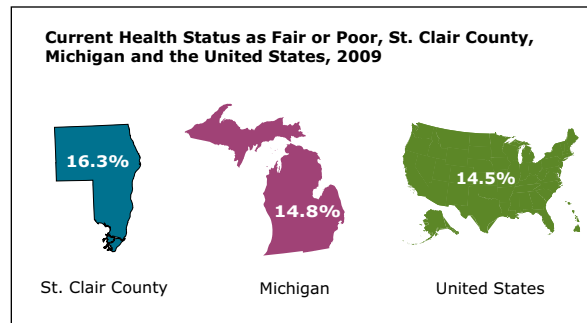 Current Health Status as Fair or Poor, St. Clair County,
Michigan and the United States, 2009
16.3%
14.8%
14.5%
St. Clair County
Michigan
United States